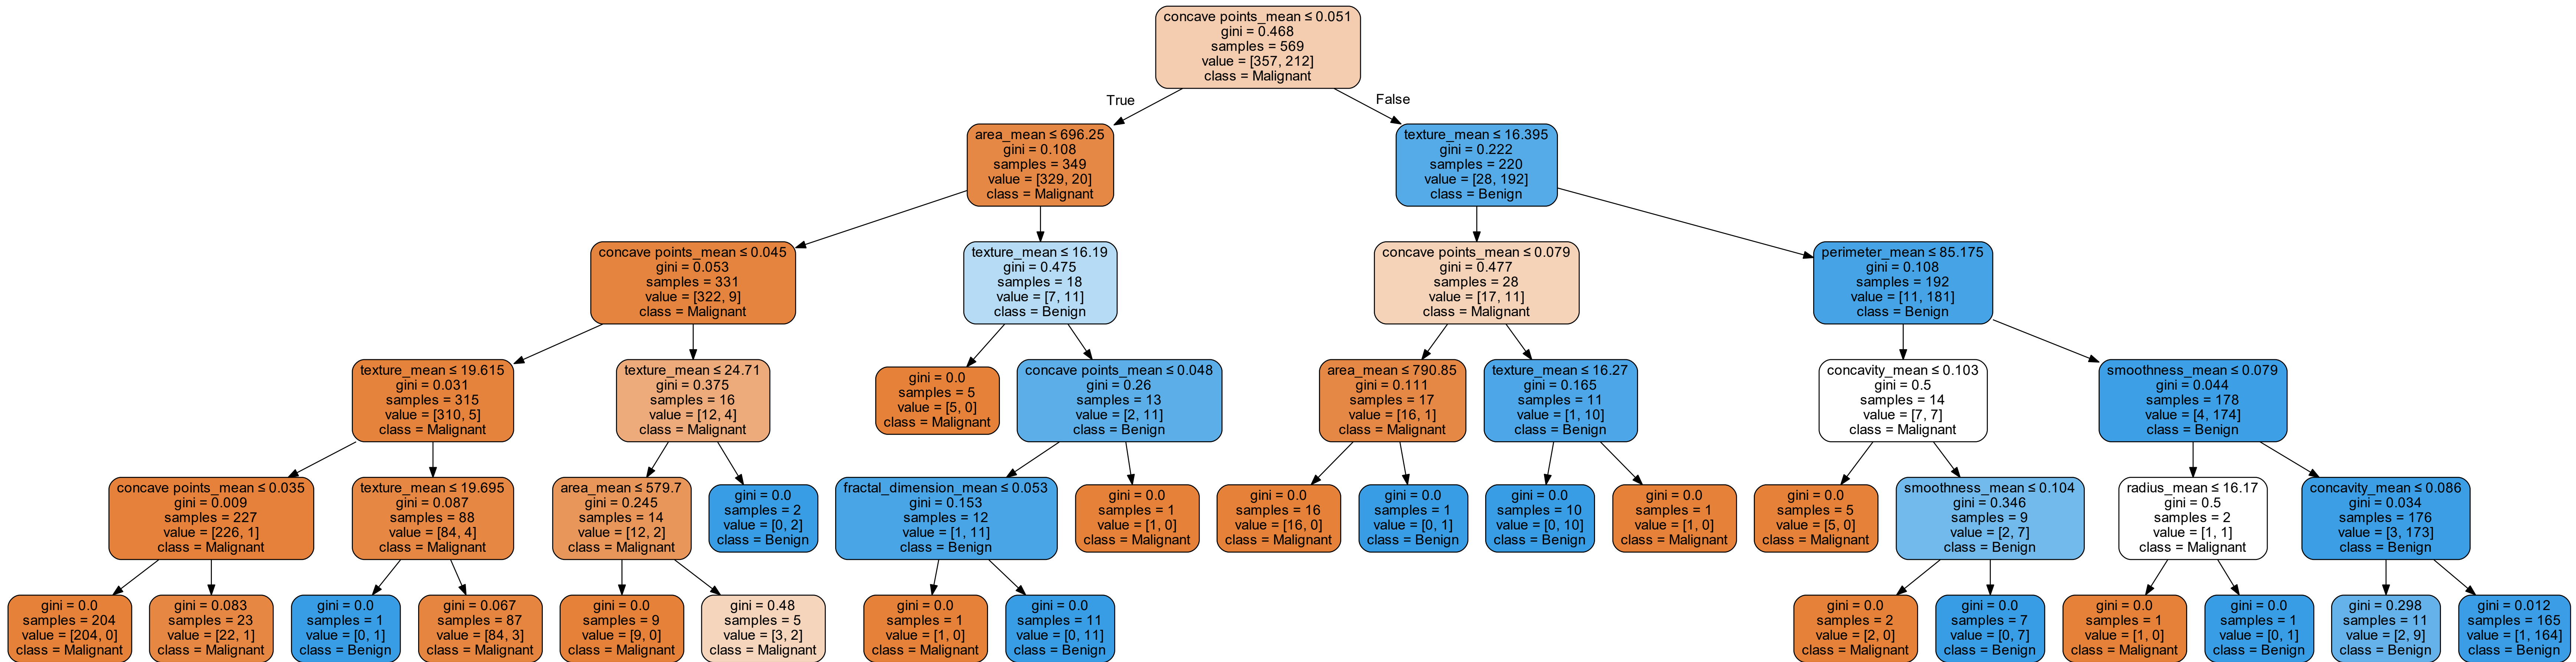 concave points_mean ≤ 0.051
gini = 0.468
samples = 569
value = [357, 212]
class = Malignant
True
False
area_mean ≤ 696.25
gini = 0.108
samples = 349
value = [329, 20]
class = Malignant
texture_mean ≤ 16.395
gini = 0.222
samples = 220
value = [28, 192]
class = Benign
concave points_mean ≤ 0.045
gini = 0.053
samples = 331
value = [322, 9]
class = Malignant
texture_mean ≤ 16.19
gini = 0.475
samples = 18
value = [7, 11]
class = Benign
concave points_mean ≤ 0.079
gini = 0.477
samples = 28
value = [17, 11]
class = Malignant
perimeter_mean ≤ 85.175
gini = 0.108
samples = 192
value = [11, 181]
class = Benign
texture_mean ≤ 19.615
gini = 0.031
samples = 315
value = [310, 5]
class = Malignant
texture_mean ≤ 24.71
gini = 0.375
samples = 16
value = [12, 4]
class = Malignant
gini = 0.0
samples = 5
value = [5, 0]
class = Malignant
concave points_mean ≤ 0.048
gini = 0.26
samples = 13
value = [2, 11]
class = Benign
area_mean ≤ 790.85
gini = 0.111
samples = 17
value = [16, 1]
class = Malignant
texture_mean ≤ 16.27
gini = 0.165
samples = 11
value = [1, 10]
class = Benign
concavity_mean ≤ 0.103
gini = 0.5
samples = 14
value = [7, 7]
class = Malignant
smoothness_mean ≤ 0.079
gini = 0.044
samples = 178
value = [4, 174]
class = Benign
concave points_mean ≤ 0.035
gini = 0.009
samples = 227
value = [226, 1]
class = Malignant
texture_mean ≤ 19.695
gini = 0.087
samples = 88
value = [84, 4]
class = Malignant
area_mean ≤ 579.7
gini = 0.245
samples = 14
value = [12, 2]
class = Malignant
gini = 0.0
samples = 2
value = [0, 2]
class = Benign
fractal_dimension_mean ≤ 0.053
gini = 0.153
samples = 12
value = [1, 11]
class = Benign
gini = 0.0
samples = 1
value = [1, 0]
class = Malignant
gini = 0.0
samples = 16
value = [16, 0]
class = Malignant
gini = 0.0
samples = 1
value = [0, 1]
class = Benign
gini = 0.0
samples = 10
value = [0, 10]
class = Benign
gini = 0.0
samples = 1
value = [1, 0]
class = Malignant
gini = 0.0
samples = 5
value = [5, 0]
class = Malignant
smoothness_mean ≤ 0.104
gini = 0.346
samples = 9
value = [2, 7]
class = Benign
radius_mean ≤ 16.17
gini = 0.5
samples = 2
value = [1, 1]
class = Malignant
concavity_mean ≤ 0.086
gini = 0.034
samples = 176
value = [3, 173]
class = Benign
gini = 0.0
samples = 204
value = [204, 0]
class = Malignant
gini = 0.083
samples = 23
value = [22, 1]
class = Malignant
gini = 0.0
samples = 1
value = [0, 1]
class = Benign
gini = 0.067
samples = 87
value = [84, 3]
class = Malignant
gini = 0.0
samples = 9
value = [9, 0]
class = Malignant
gini = 0.48
samples = 5
value = [3, 2]
class = Malignant
gini = 0.0
samples = 1
value = [1, 0]
class = Malignant
gini = 0.0
samples = 11
value = [0, 11]
class = Benign
gini = 0.0
samples = 2
value = [2, 0]
class = Malignant
gini = 0.0
samples = 7
value = [0, 7]
class = Benign
gini = 0.0
samples = 1
value = [1, 0]
class = Malignant
gini = 0.0
samples = 1
value = [0, 1]
class = Benign
gini = 0.298
samples = 11
value = [2, 9]
class = Benign
gini = 0.012
samples = 165
value = [1, 164]
class = Benign